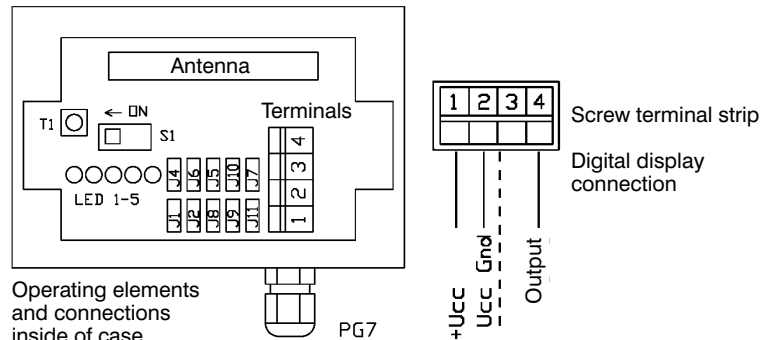 Antenna
T1
← ON
S1
Terminals
4
3
2
1
LED 1-5
J4 J6 J5 J10 J7
J1 J2 J8 J9 J11
Operating elements
and connections
inside of case
PG7
1 2 3 4
Screw terminal strip
Digital display
connection
+Ucc
Ucc Gnd
Output